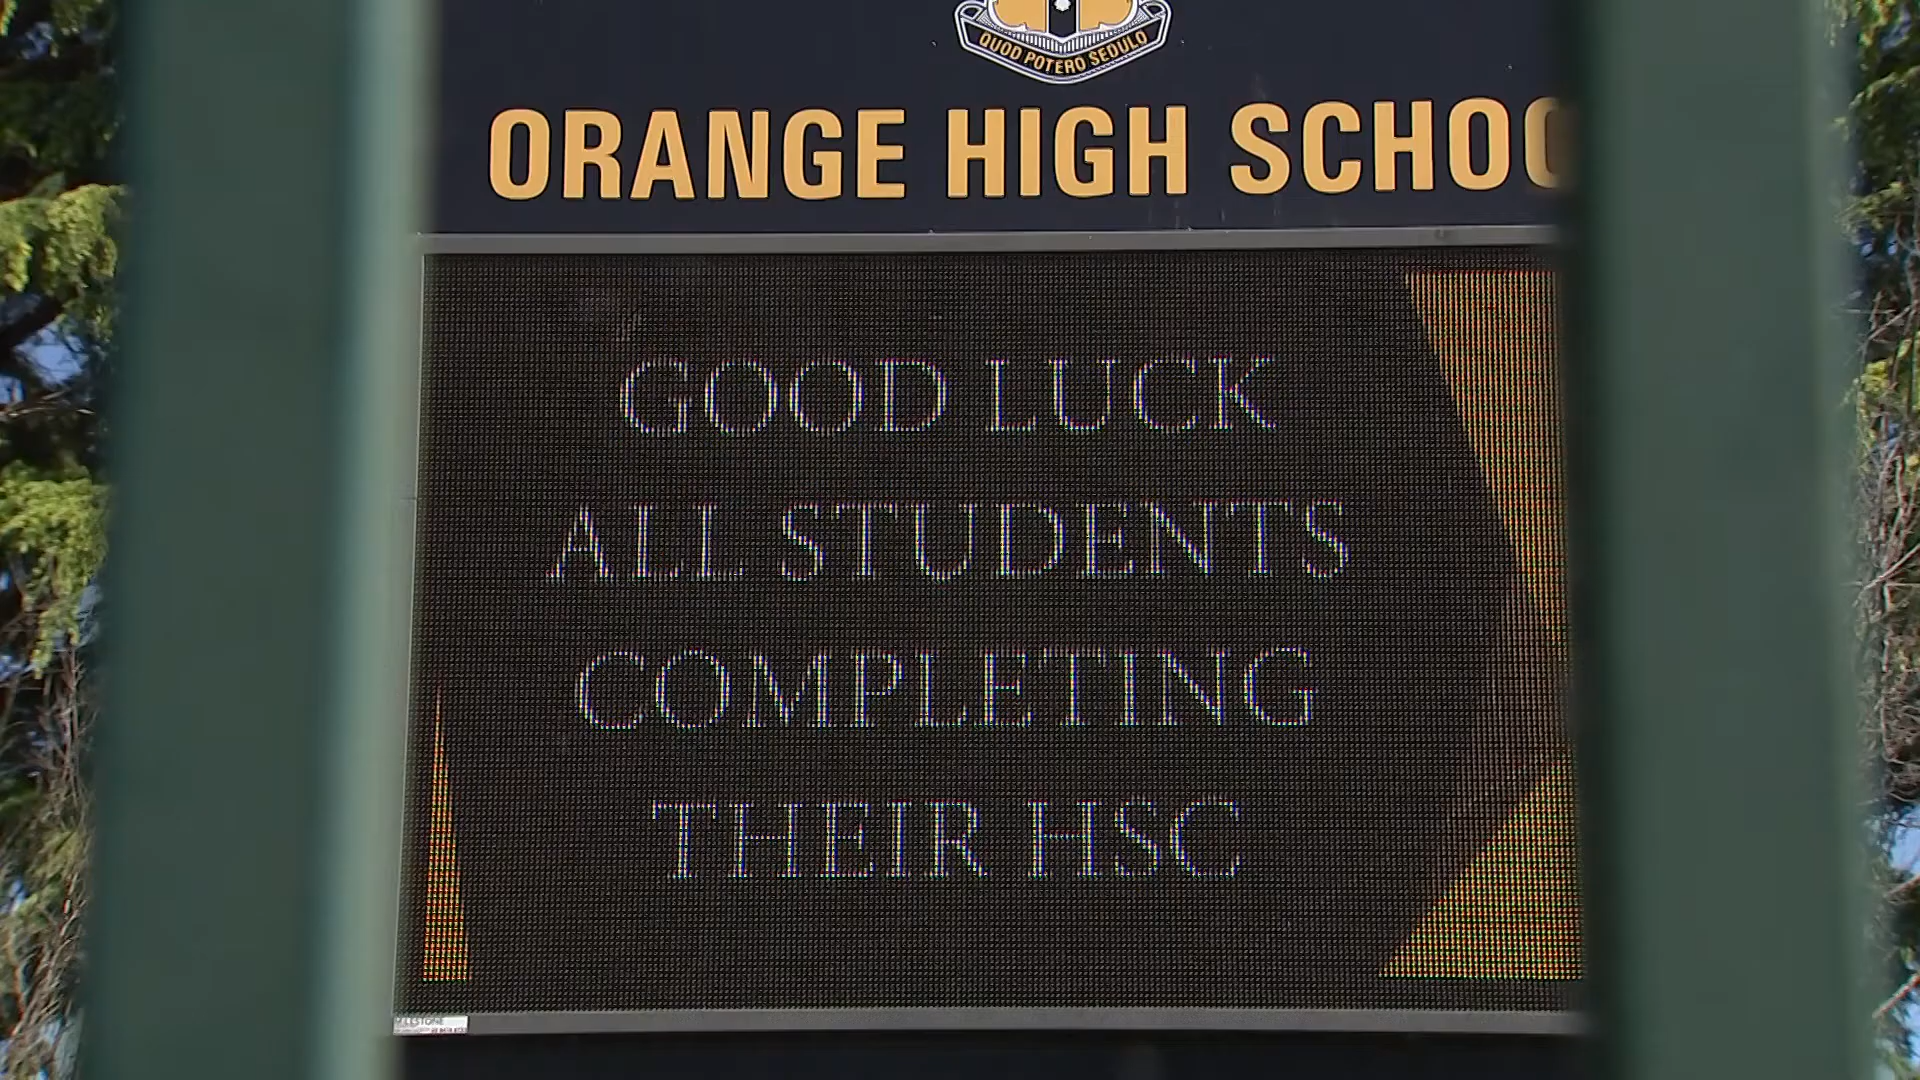 QUOD POTERO SEDULO
ORANGE HIGH SCHOO
GOOD LUCK
ALL STUDENTS
COMPLETING
THEIR HSC